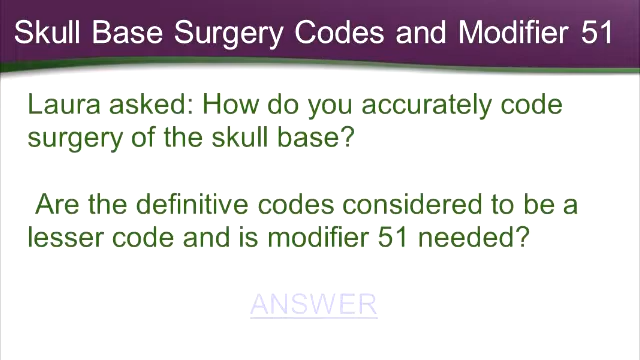 Skull Base Surgery Codes and Modifier 51
Laura asked: How do you accurately code
surgery of the skull base?
Are the definitive codes considered to be a
lesser code and is modifier 51 needed?
ANSWER